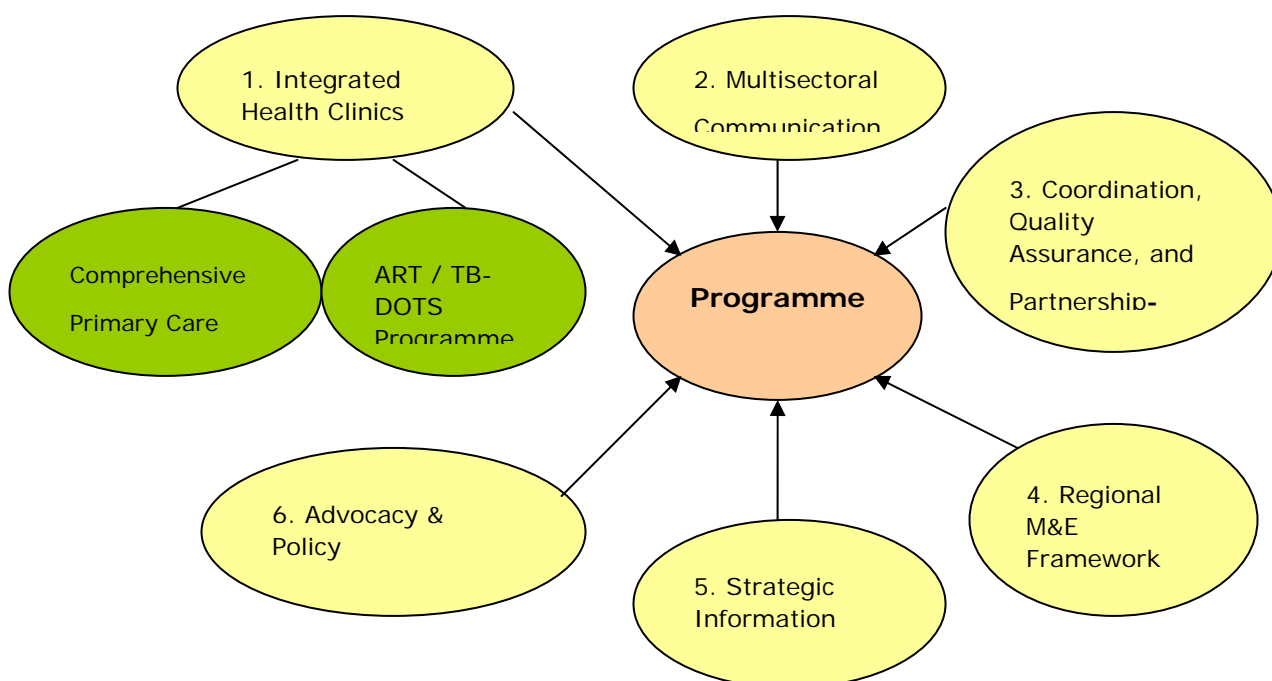 1. Integrated
Health Clinics
2. Multisectoral
Communication
3. Coordination,
Quality
Assurance, and
Partnership-
Comprehensive
Primary Care
ART / TB-
DOTS
Programme
Programme
6. Advocacy &
Policy
5. Strategic
Information
4. Regional
M&E
Framework